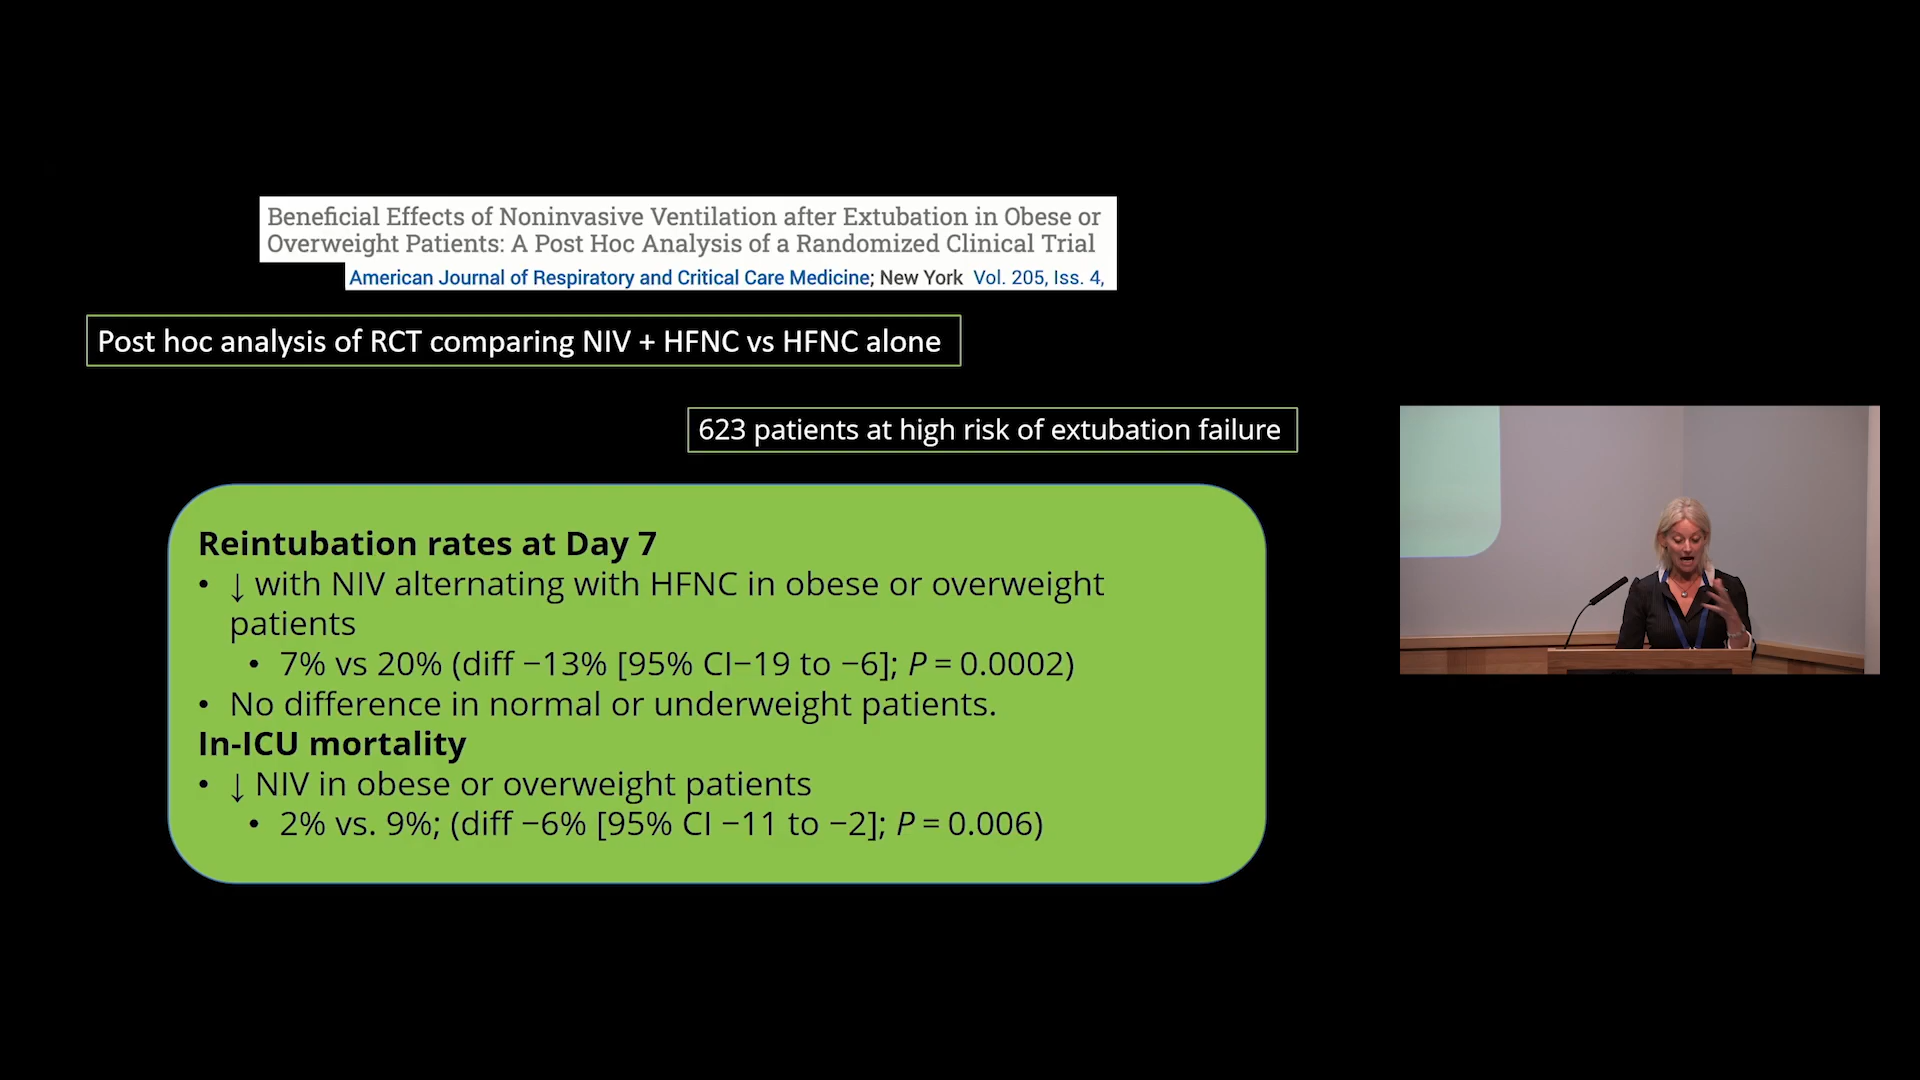 Beneficial Effects of Noninvasive Ventilation after Extubation in Obese or
Overweight Patients: A Post Hoc Analysis of a Randomized Clinical Trial
American Journal of Respiratory and Critical Care Medicine; New York Vol. 205, Iss. 4,
Post hoc analysis of RCT comparing NIV + HFNC vs HFNC alone
623 patients at high risk of extubation failure
Reintubation rates at Day 7
• ↓ with NIV alternating with HFNC in obese or overweight
patients
• 7% vs 20% (diff −13% [95% CI−19 to −6]; P = 0.0002)
• No difference in normal or underweight patients.
In-ICU mortality
• ↓ NIV in obese or overweight patients
• 2% vs. 9%; (diff −6% [95% CI −11 to −2]; P = 0.006)